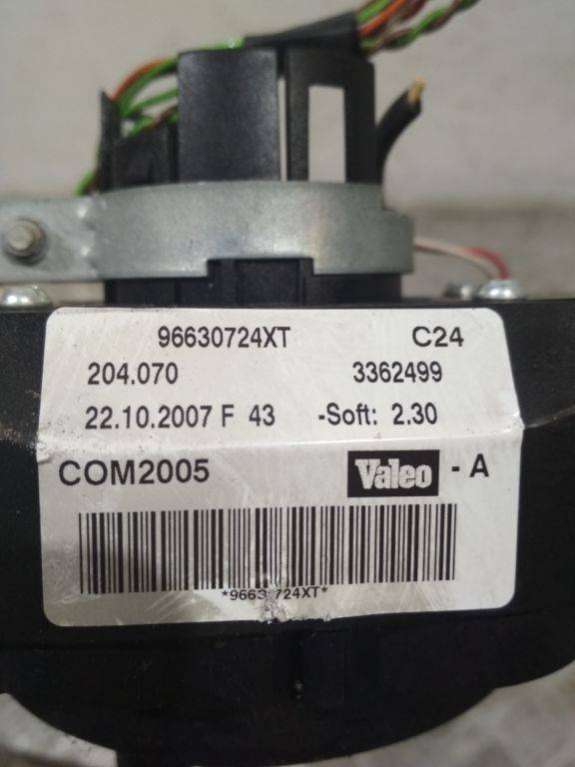 96630724XT C24
204.070 3362499
22.10.2007 F 43 -Soft: 2.30
COM2005 Valeo - A